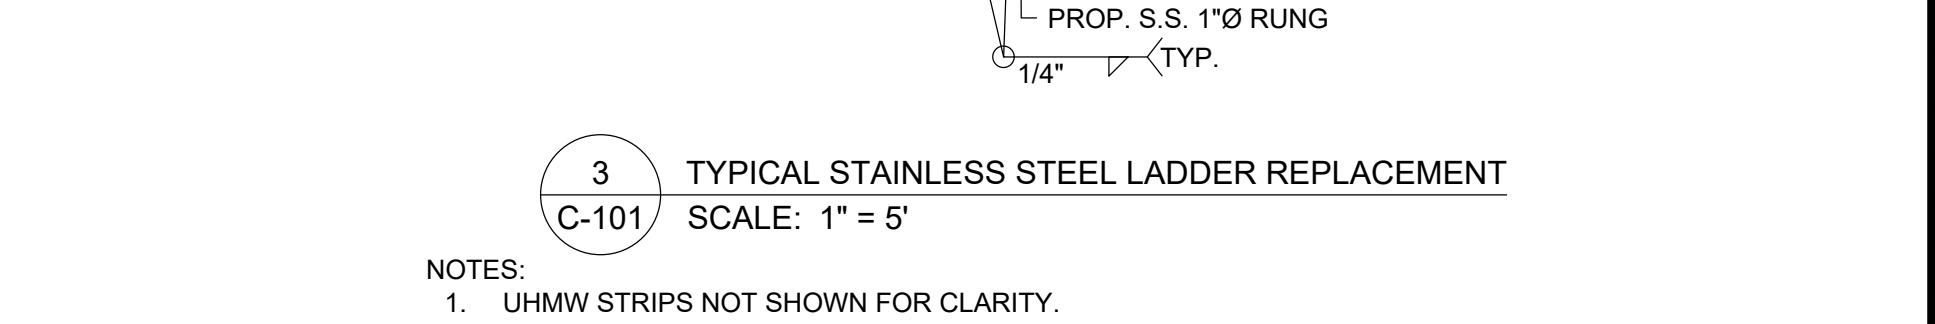 PROP. S.S. 1"Ø RUNG
TYP.
1/4"
3
TYPICAL STAINLESS STEEL LADDER REPLACEMENT
C-101
SCALE: 1" = 5'
NOTES:
1. UHMW STRIPS NOT SHOWN FOR CLARITY.